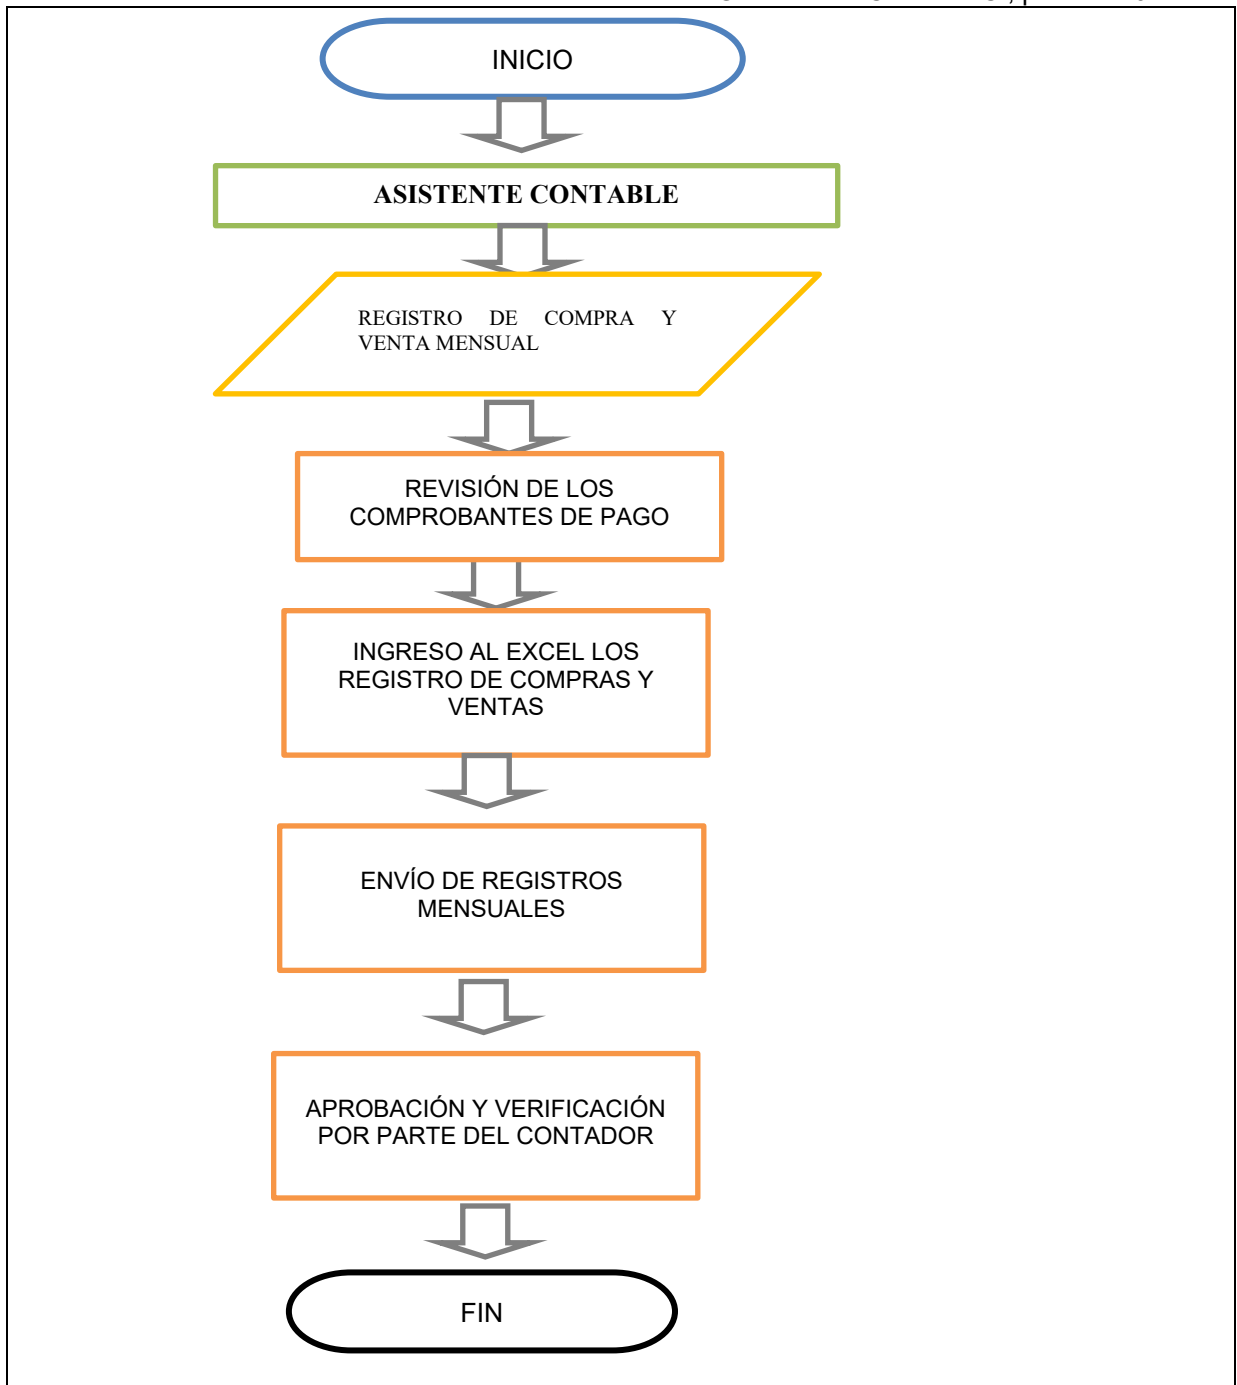 INICIO
ASISTENTE CONTABLE
REGISTRO DE COMPRA Y
VENTA MENSUAL
REVISIÓN DE LOS
COMPROBANTES DE PAGO
INGRESO AL EXCEL LOS
REGISTRO DE COMPRAS Y
VENTAS
ENVÍO DE REGISTROS
MENSUALES
APROBACIÓN Y VERIFICACIÓN
POR PARTE DEL CONTADOR
FIN